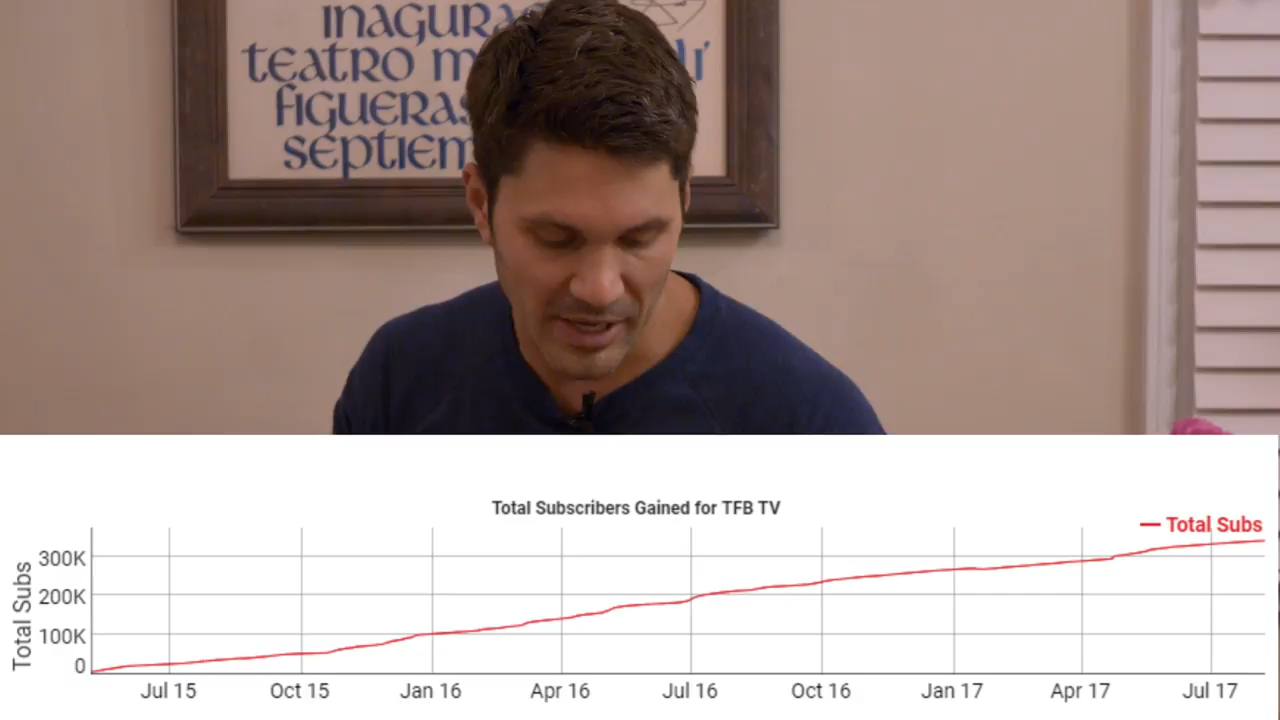 INAGURA
TEATRO M
FIGUERAS
SEPTIEM
Total Subscribers Gained for TFB TV
Total Subs
Total Subs
300K
200K
100K
0
Jul 15
Oct 15
Jan 16
Apr 16
Jul 16
Oct 16
Jan 17
Apr 17
Jul 17